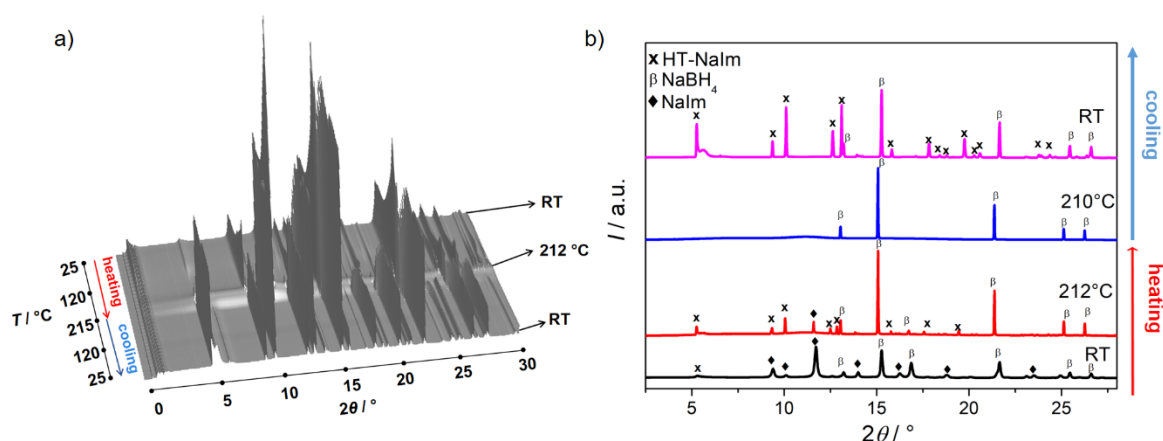 a)
RT
212 °C
RT
25
120
215
120
25
T / °C
heating
cooling
0
5
10
15
20
25
30
2θ / °
b)
x HT-NaIm
β NaBH4
♦ NaIm
x x x x x β β x x x x x x β x x β β
RT
β β β β β
210°C
x x x ♦ x x β β x β x x β β β
212°C
x ♦ ♦ ♦ β ♦ β ♦ β ♦ β ♦ β β
RT
I / a.u.
5
10
15
20
25
2θ / °
cooling
heating